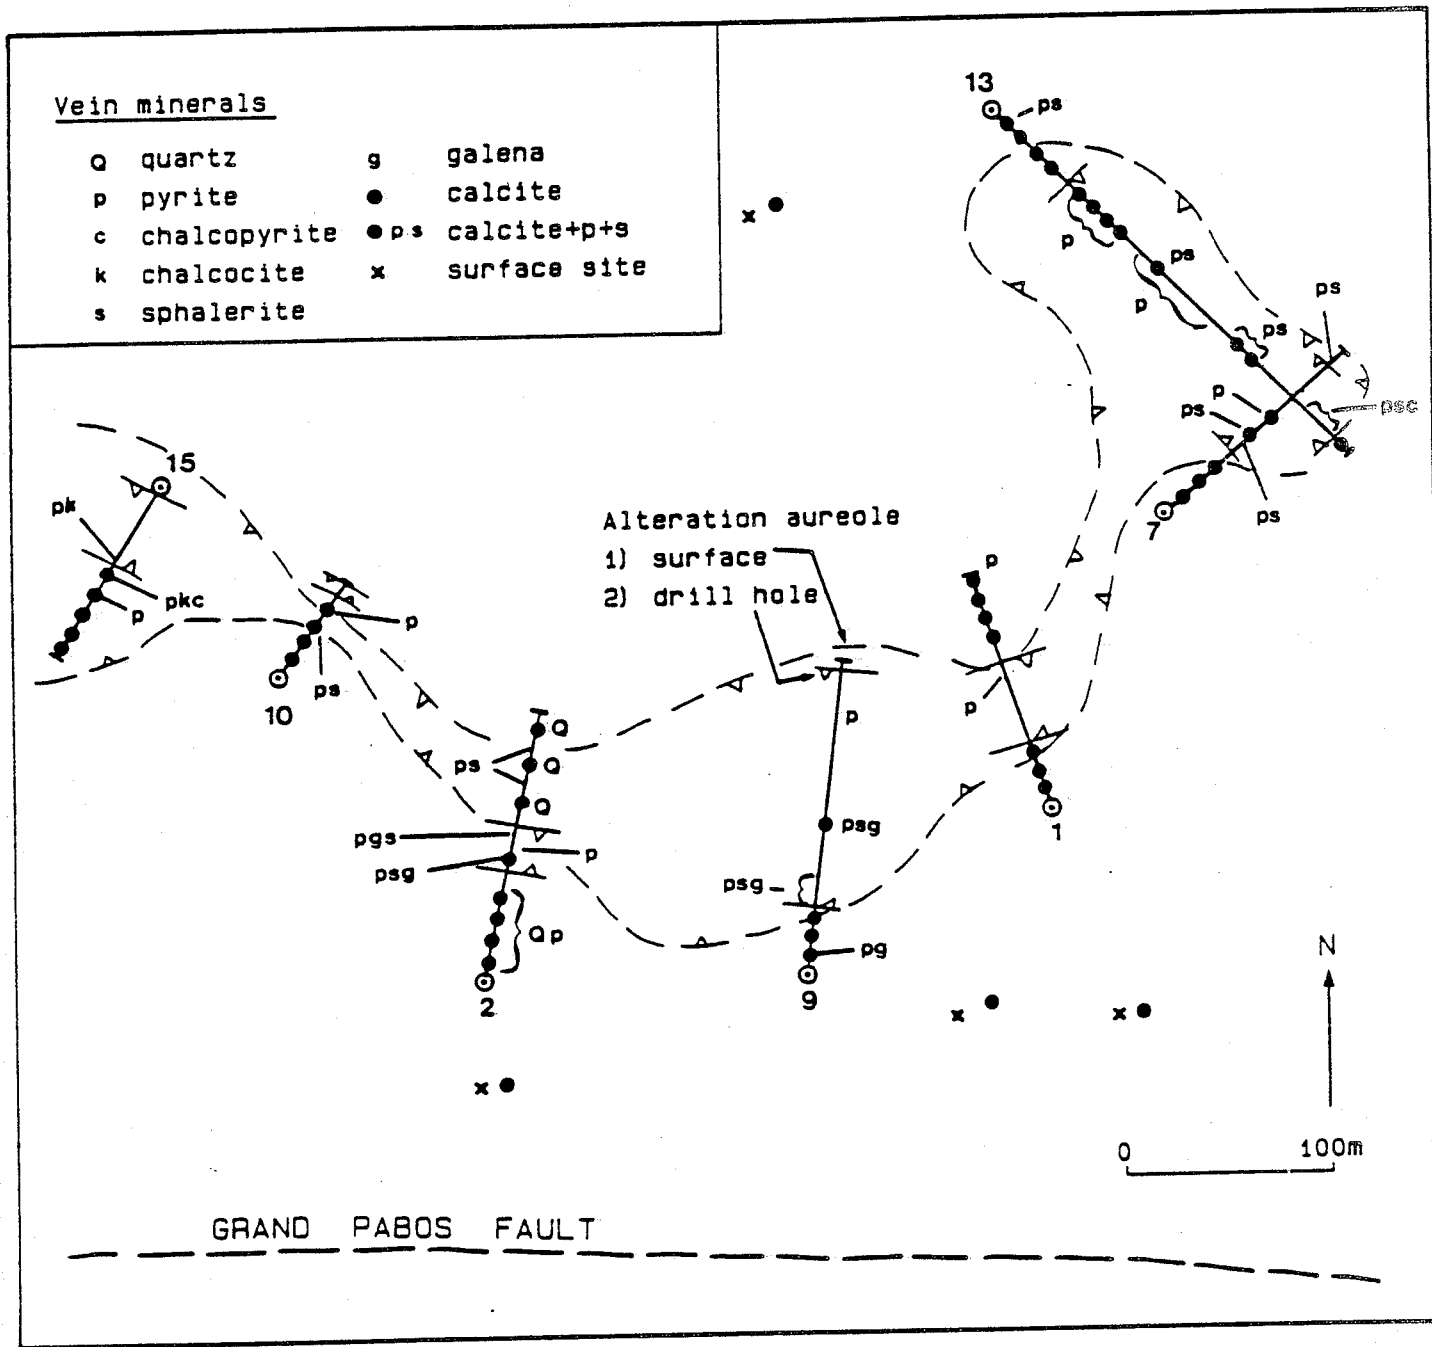 Vein minerals
Q quartz g galena
p pyrite ● calcite
c chalcopyrite ●ps calcite+p+s
k chalcocite x surface site
s sphalerite
13
ps
x
p
ps
p
ps
ps
p
ps
psc
ps
7
15
pk
pkc
p
Alteration aureole
1) surface
2) drill hole
p
p
ps
10
p
p
1
Q
ps
Q
Q
pgs
p
psg
Qp
2
psg
psg
pg
9
N
x
x
x
0 100m
GRAND PABOS FAULT